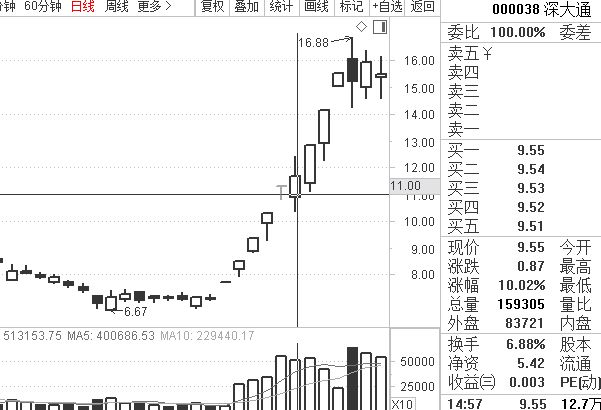 分钟 60分钟 日线 周线 更多 > 复权 叠加 统计 画线 标记 +自选 返回
000038 深大通
委比 100.00% 委差
卖五 ¥
卖四
卖三
卖二
卖一
买一 9.55
买二 9.54
买三 9.53
买四 9.52
买五 9.51
现价 9.55 今开
涨跌 0.87 最高
涨幅 10.02% 最低
总量 159305 量比
外盘 83721 内盘
换手 6.88% 股本
净资 5.42 流通
收益㈢ 0.003 PE(动)
14:57 9.55 12.7万
16.88
16.00
15.00
14.00
13.00
12.00
11.00
11.00
10.00
9.00
8.00
6.67
513153.75 MA5: 400686.53 MA10: 229440.17
50000
25000
X10